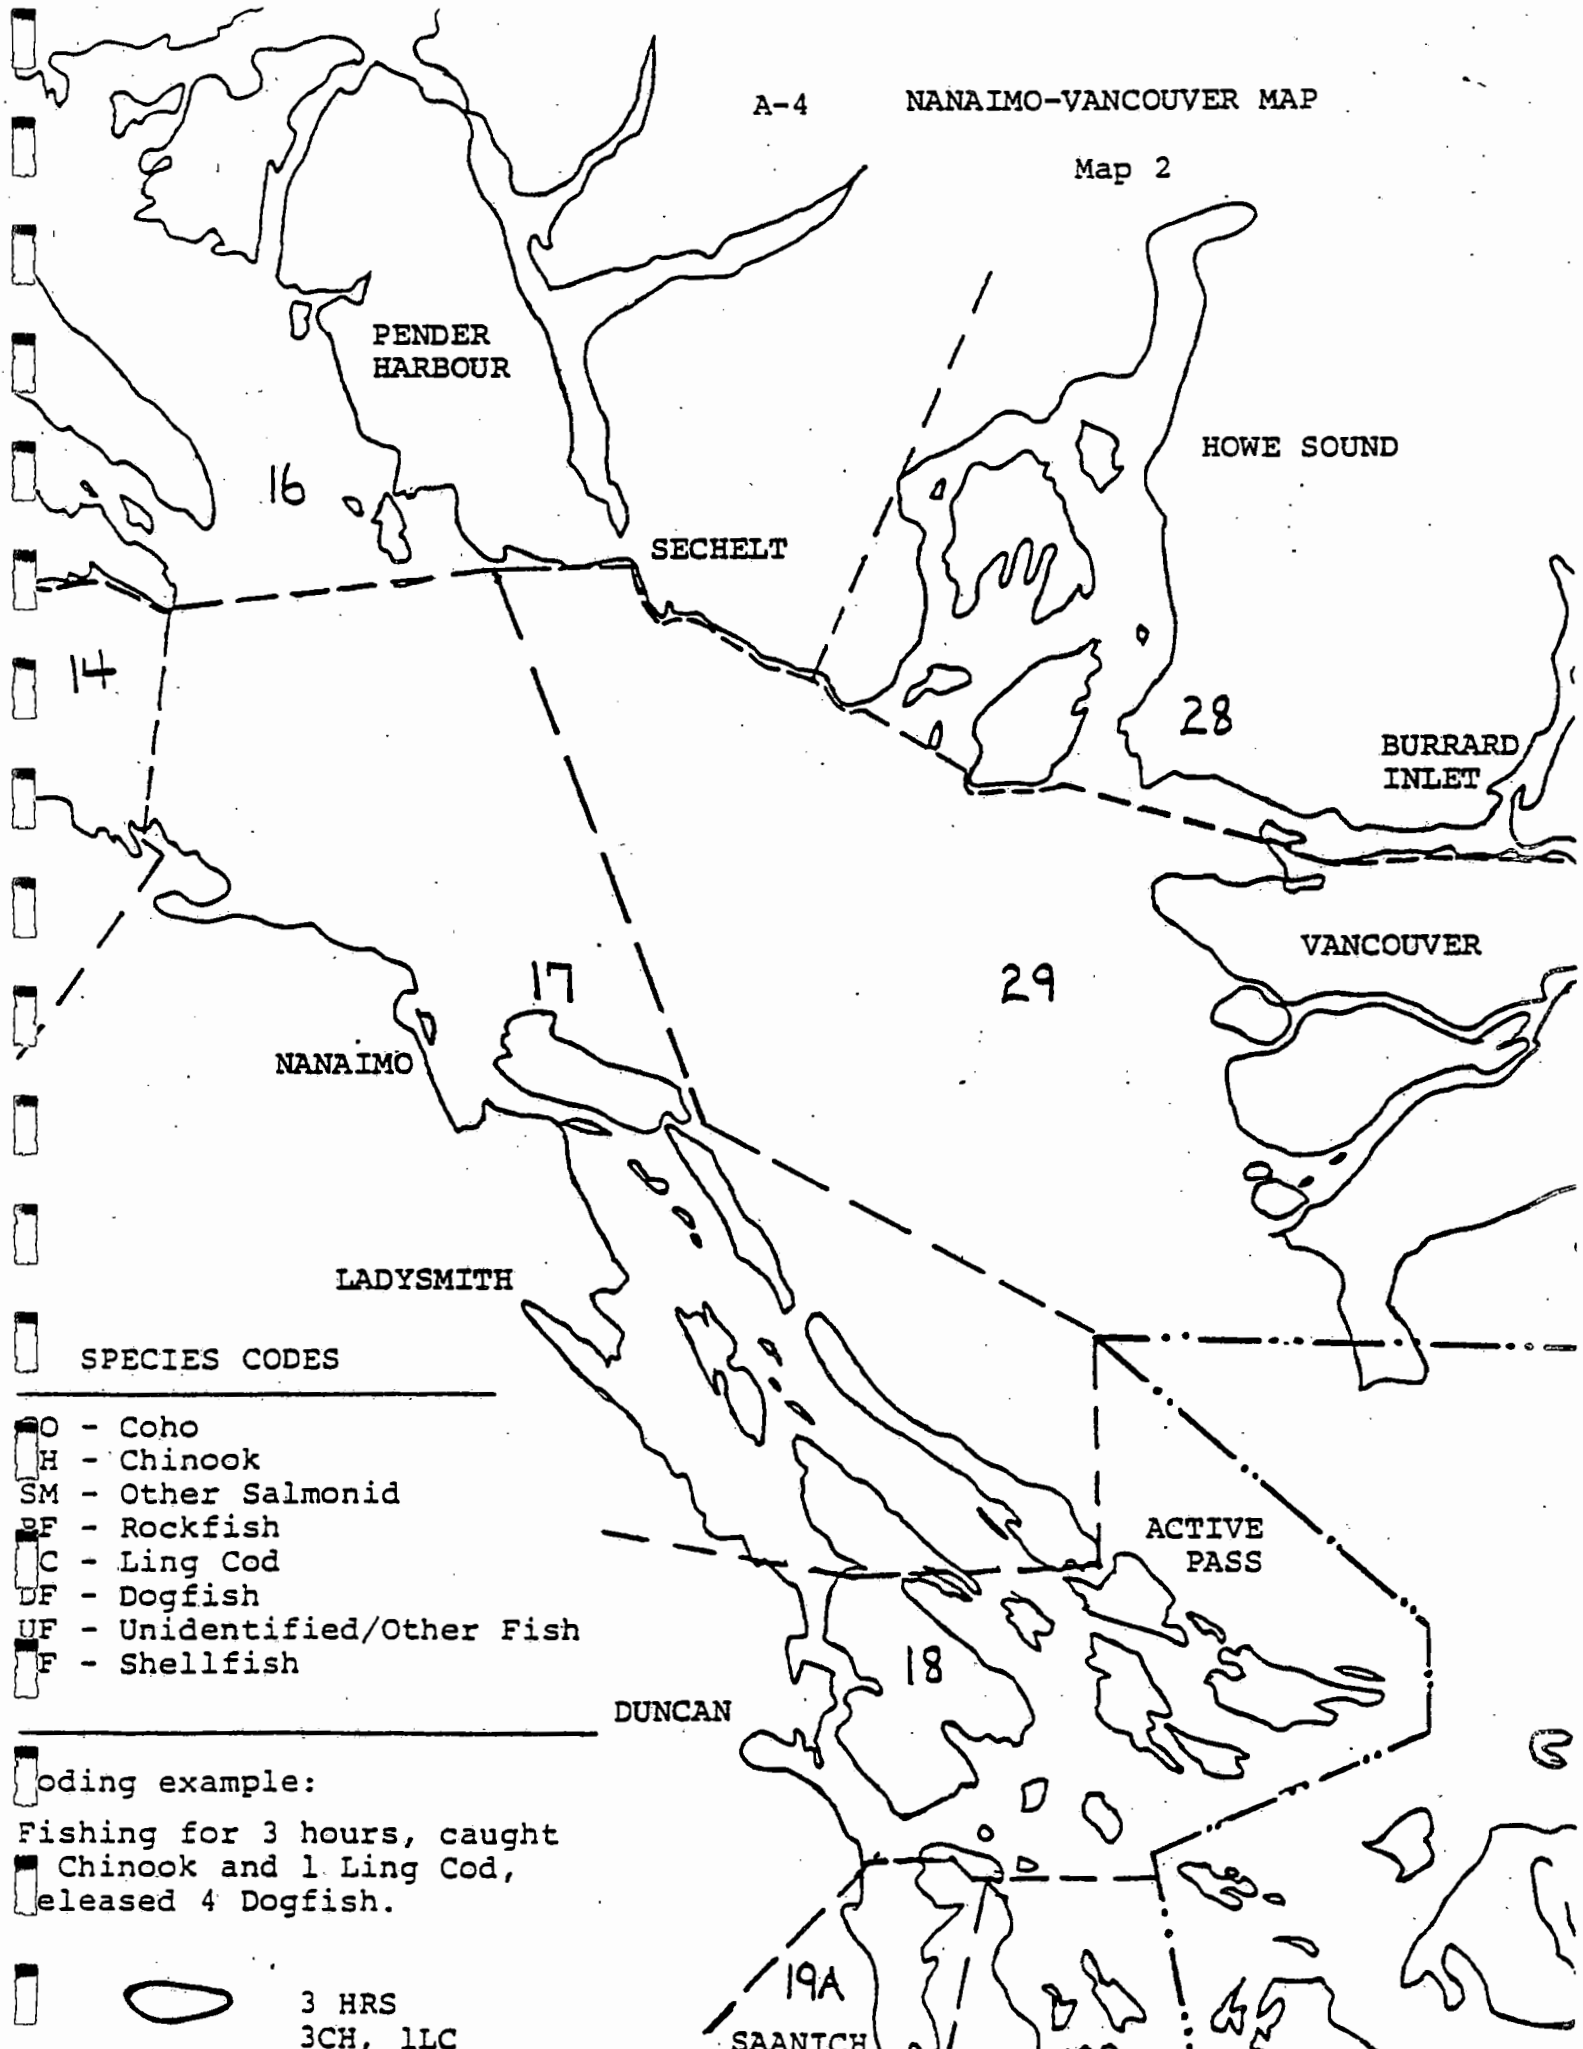 A-4 NANAIMO-VANCOUVER MAP
Map 2
PENDER
HARBOUR
HOWE SOUND
16
SECHELT
14
28
BURRARD
INLET
VANCOUVER
17
29
NANAIMO
LADYSMITH
SPECIES CODES
O - Coho
H - Chinook
SM - Other Salmonid
F - Rockfish
C - Ling Cod
DF - Dogfish
UF - Unidentified/Other Fish
F - Shellfish
ACTIVE
PASS
18
DUNCAN
oding example:
Fishing for 3 hours, caught
Chinook and 1 Ling Cod,
eleased 4 Dogfish.
3 HRS
3CH, 1LC
19A
SAANICH